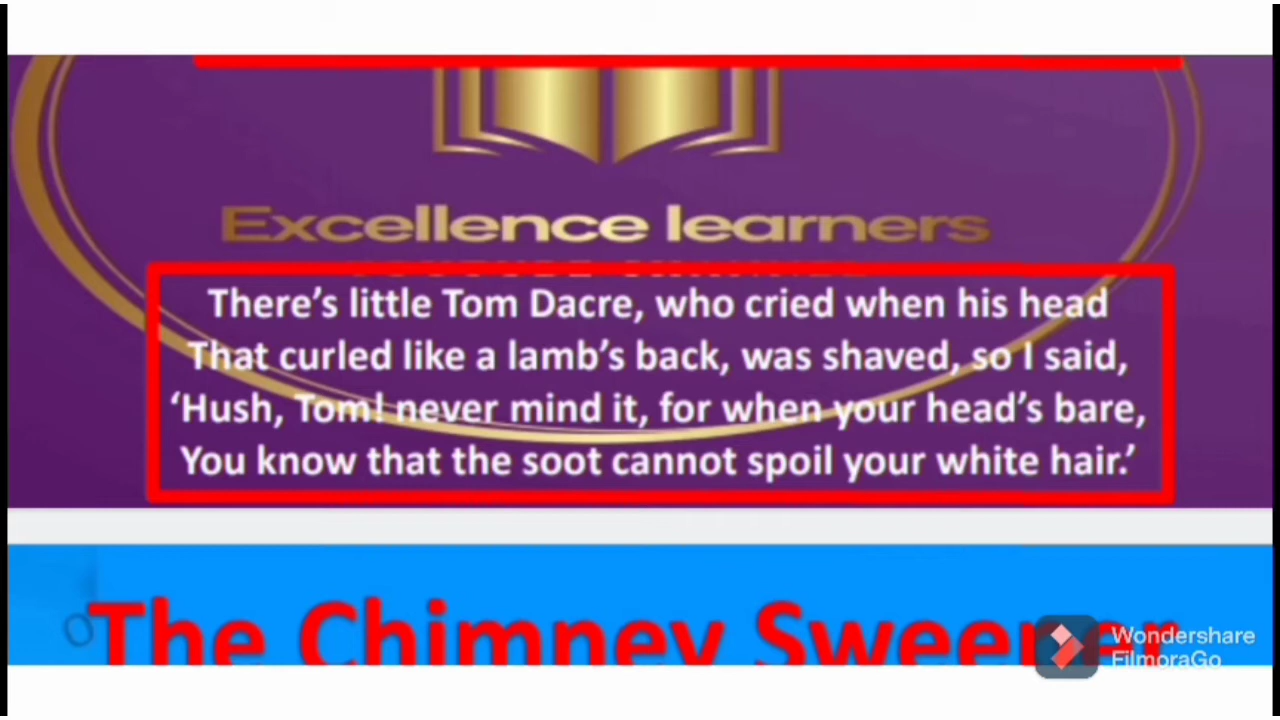 Excellence learners
There’s little Tom Dacre, who cried when his head
That curled like a lamb’s back, was shaved, so I said,
‘Hush, Tom! never mind it, for when your head’s bare,
You know that the soot cannot spoil your white hair.’
The Chimney Sweeper
Wondershare
FilmoraGo